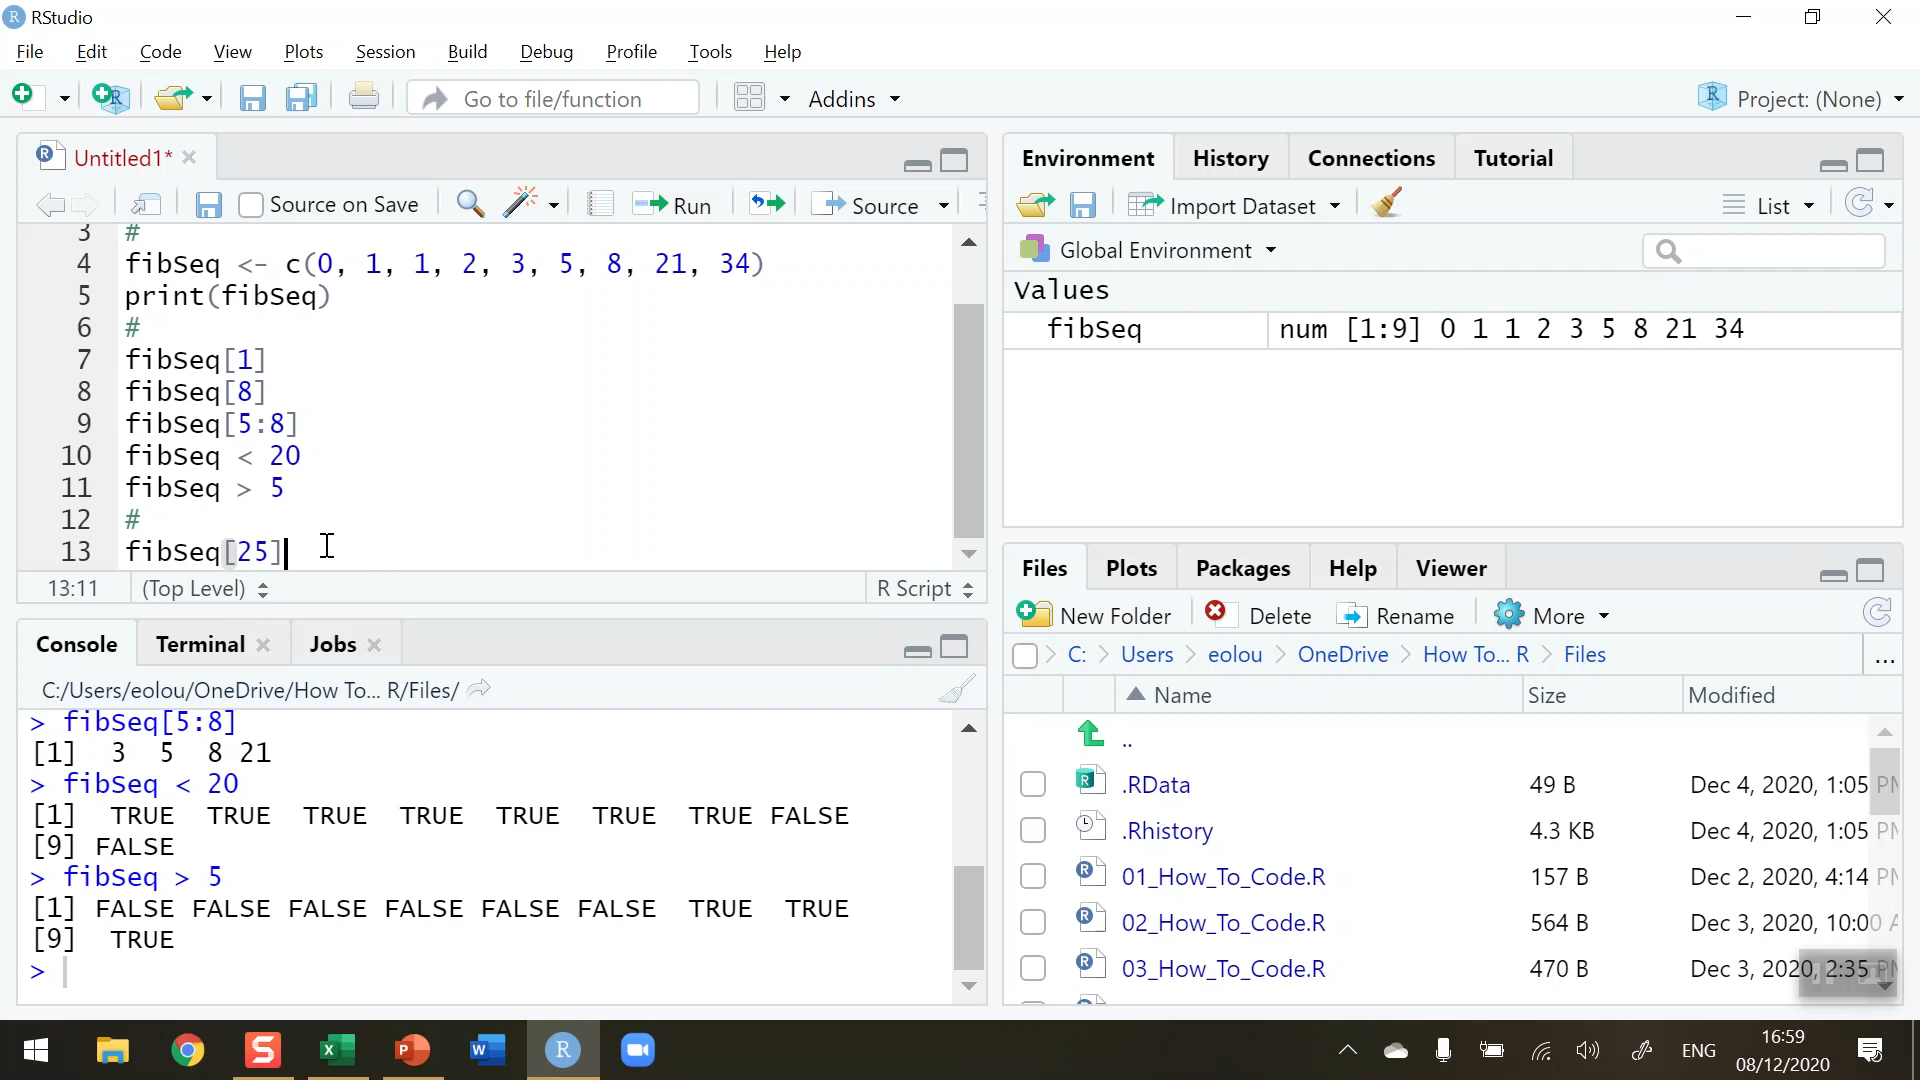 RStudio
File Edit Code View Plots Session Build Debug Profile Tools Help
Go to file/function Addins Project: (None)
Untitled1*
Source on Save Run Source
3 #
4 fibSeq <- c(0, 1, 1, 2, 3, 5, 8, 21, 34)
5 print(fibSeq)
6 #
7 fibSeq[1]
8 fibSeq[8]
9 fibSeq[5:8]
10 fibSeq < 20
11 fibSeq > 5
12 #
13 fibSeq[25]
13:11 (Top Level) R Script
Console Terminal Jobs
C:/Users/eolou/OneDrive/How To... R/Files/
> fibSeq[5:8]
[1] 3 5 8 21
> fibSeq < 20
[1] TRUE TRUE TRUE TRUE TRUE TRUE TRUE FALSE
[9] FALSE
> fibSeq > 5
[1] FALSE FALSE FALSE FALSE FALSE FALSE TRUE TRUE
[9] TRUE
>
Environment History Connections Tutorial
Import Dataset List
Global Environment
Values
fibSeq num [1:9] 0 1 1 2 3 5 8 21 34
Files Plots Packages Help Viewer
New Folder Delete Rename More
C: > Users > eolou > OneDrive > How To... R > Files ...
Name Size Modified
..
.RData 49 B Dec 4, 2020, 1:05 PM
.Rhistory 4.3 KB Dec 4, 2020, 1:05 PM
01_How_To_Code.R 157 B Dec 2, 2020, 4:14 PM
02_How_To_Code.R 564 B Dec 3, 2020, 10:00 A
03_How_To_Code.R 470 B Dec 3, 2020, 2:35 PM
ENG 16:59
08/12/2020